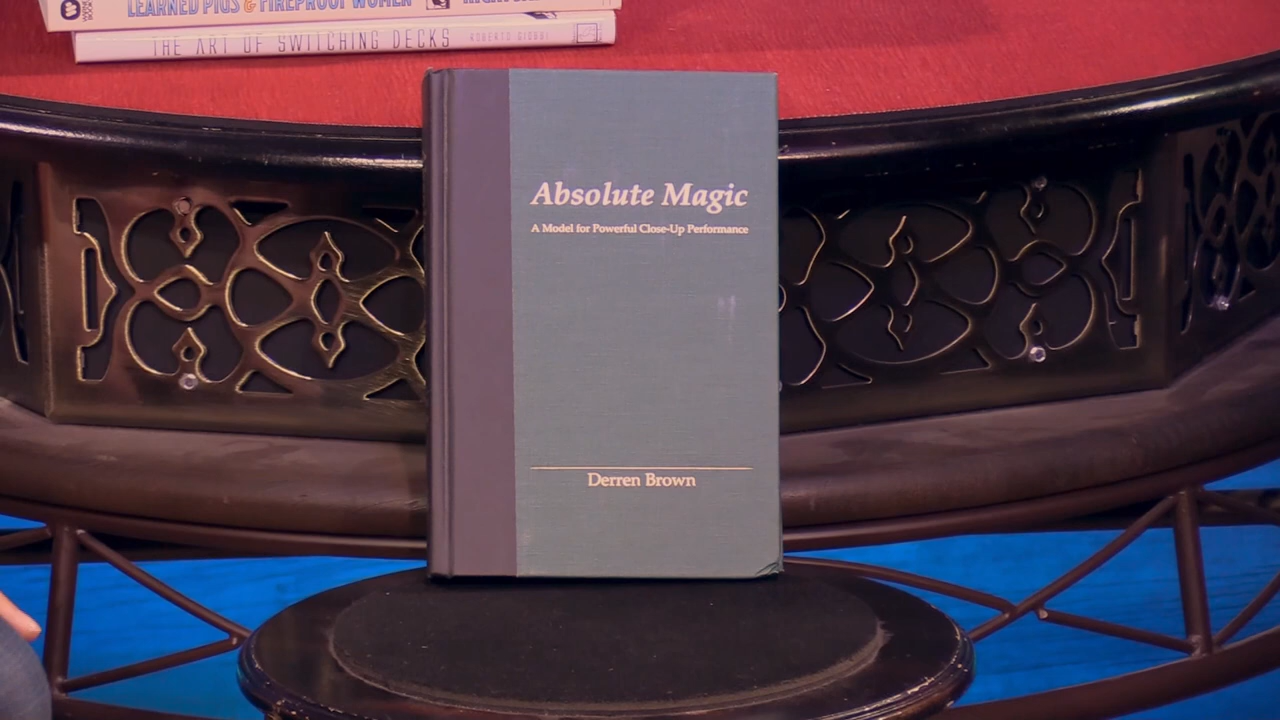 LEARNED PIGS & FIREPROOF WOMEN
THE ART OF SWITCHING DECKS ROBERTO GIOBBI
Absolute Magic
A Model for Powerful Close-Up Performance
Derren Brown